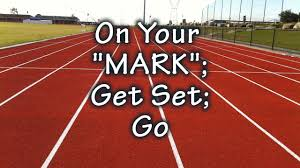 On Your
"MARK";
Get Set;
Go